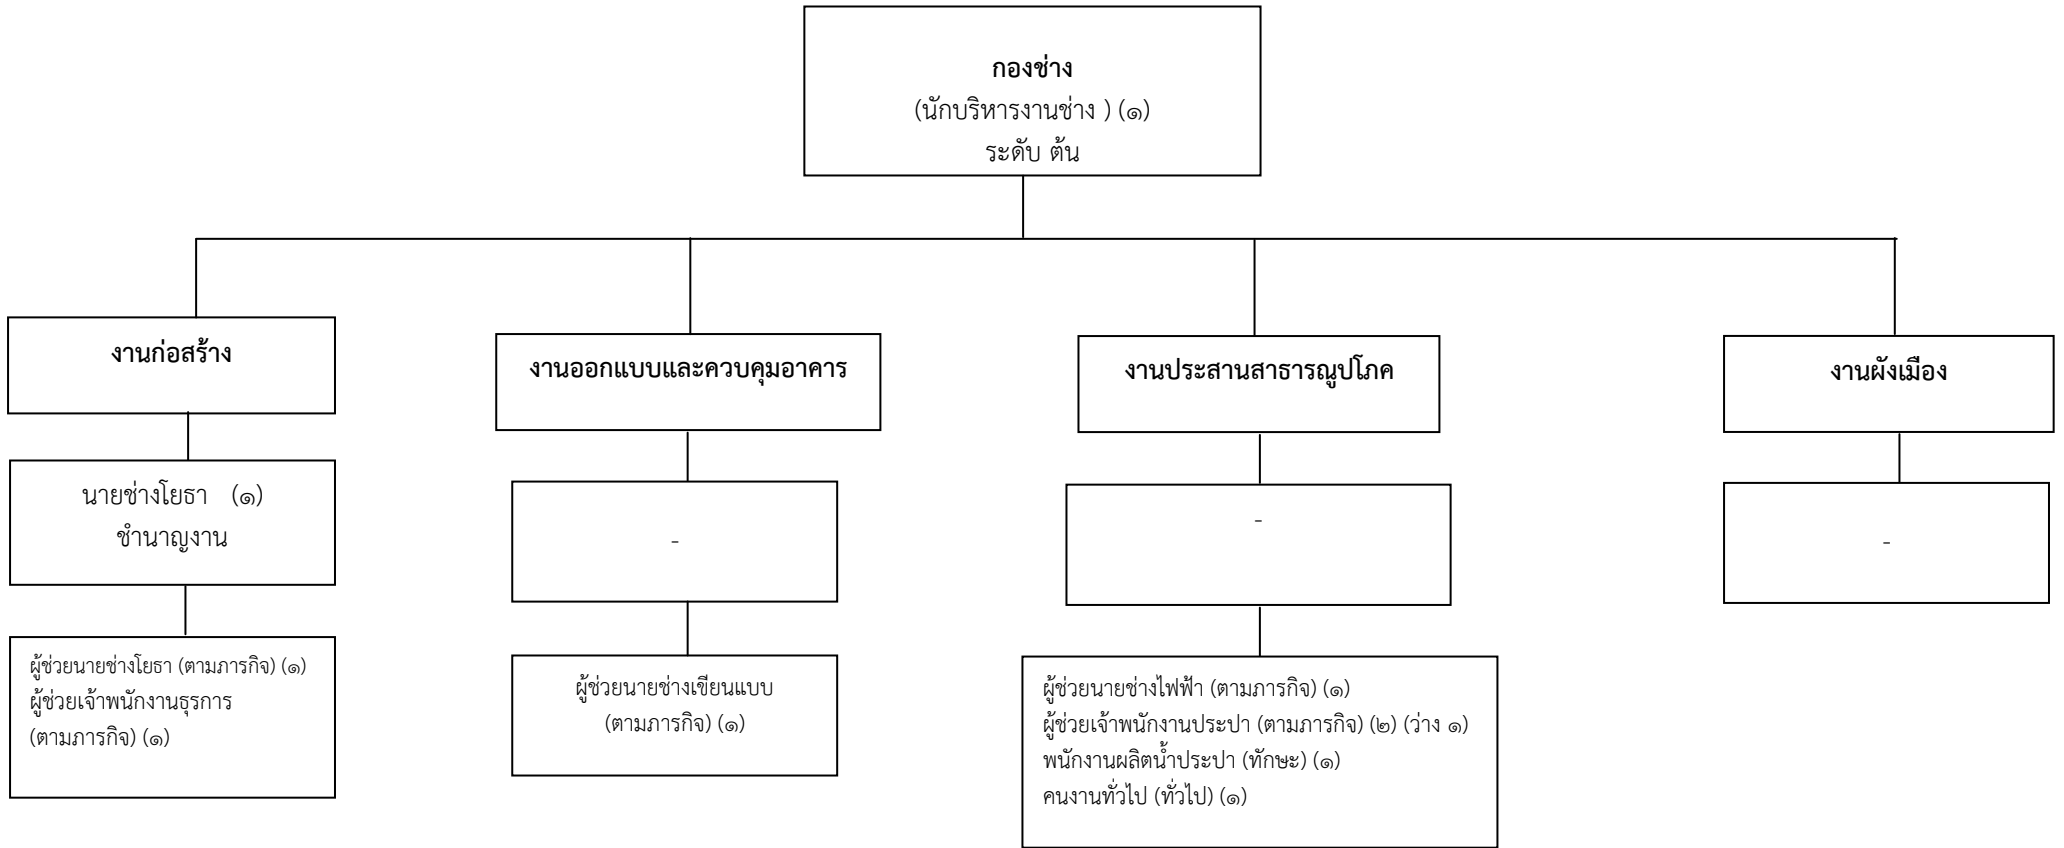 กองช่าง
(นักบริหารงานช่าง ) (๑)
ระดับ ต้น
งานก่อสร้าง
งานออกแบบและควบคุมอาคาร
งานประสานสาธารณูปโภค
งานผังเมือง
นายช่างโยธา (๑)
ชำนาญงาน
-
-
-
ผู้ช่วยนายช่างโยธา (ตามภารกิจ) (๑)
ผู้ช่วยเจ้าพนักงานธุรการ
(ตามภารกิจ) (๑)
ผู้ช่วยนายช่างเขียนแบบ
(ตามภารกิจ) (๑)
ผู้ช่วยนายช่างไฟฟ้า (ตามภารกิจ) (๑)
ผู้ช่วยเจ้าพนักงานประปา (ตามภารกิจ) (๒) (ว่าง ๑)
พนักงานผลิตน้ำประปา (ทักษะ) (๑)
คนงานทั่วไป (ทั่วไป) (๑)